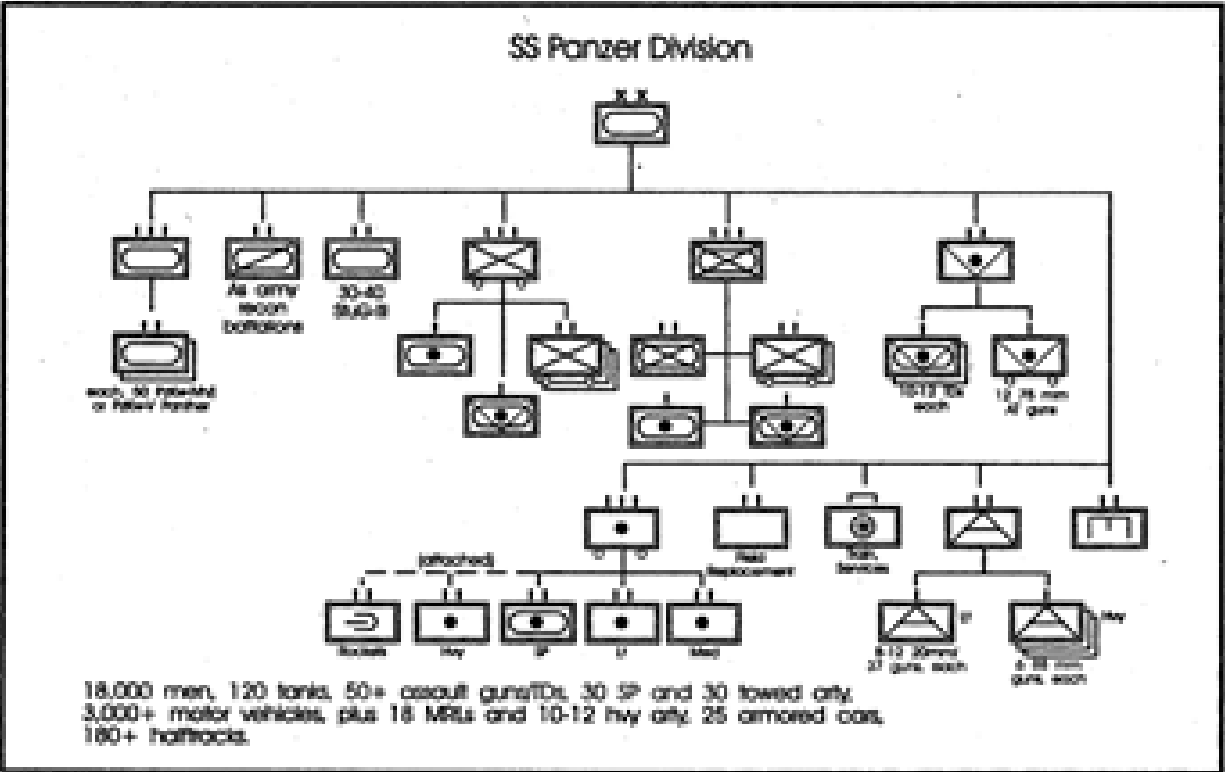 SS Panzer Division
As army
recon
battalions
30-40
StuG-III
each, 50
or Panther
10-12 TDs
each
12, 75 mm
AT guns
(attached)
Field
Replacement
Train,
Services
Rockets
Hvy
SP
Lt
Med
Lt
Hvy
8-12 20mm/
37 guns, each
6 88 mm
guns, each
18,000 men, 120 tanks, 50+ assault guns/TDs, 30 SP and 30 towed arty,
3,000+ motor vehicles, plus 18 MRLs and 10-12 hvy arty, 25 armored cars,
180+ halftracks.